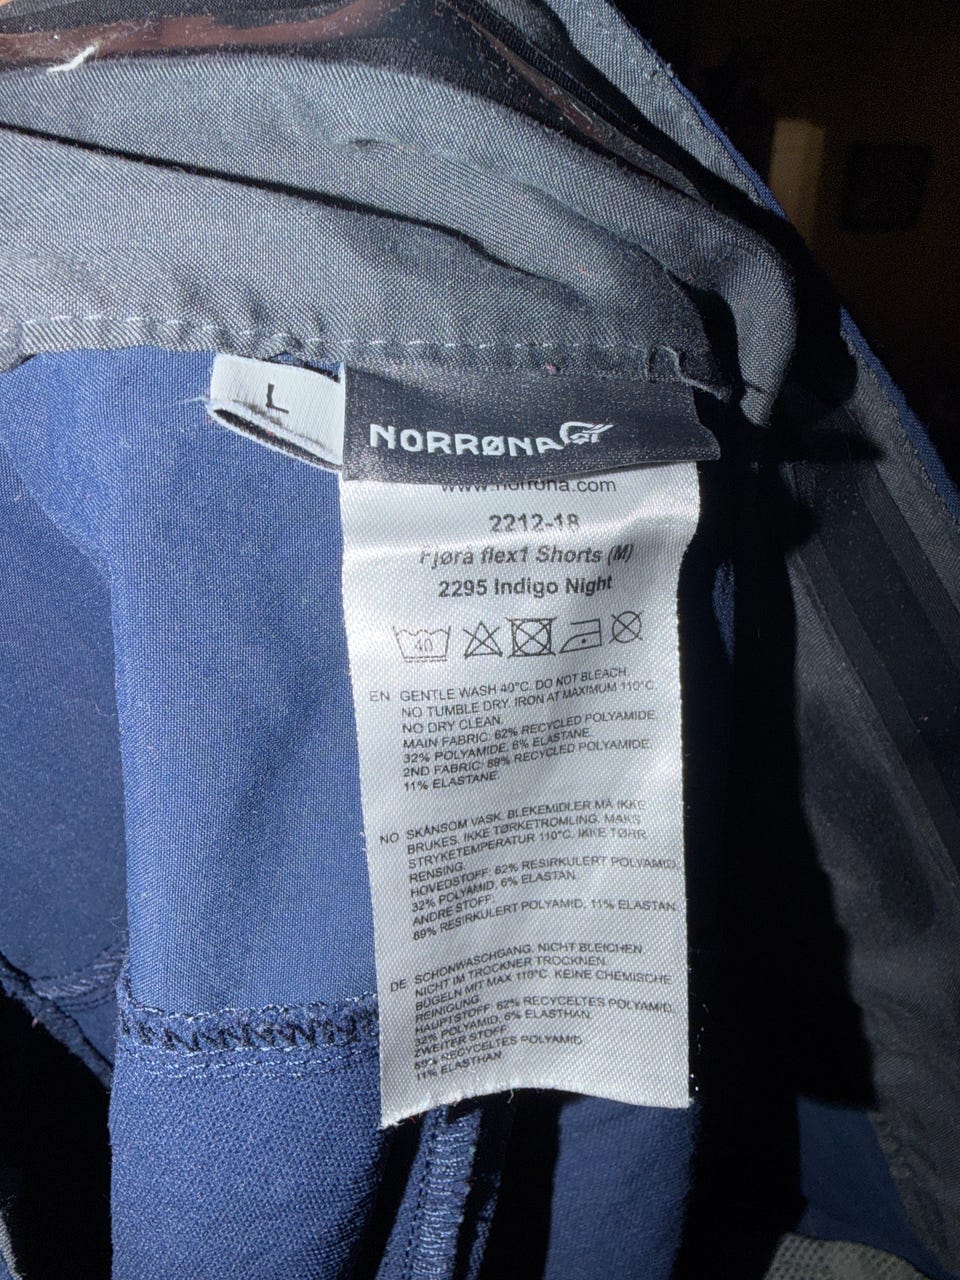 L
NORRØNA
www.norrona.com
2212-18
Fjørå flex1 Shorts (M)
2295 Indigo Night
40
EN GENTLE WASH 40°C. DO NOT BLEACH.
NO TUMBLE DRY. IRON AT MAXIMUM 110°C.
NO DRY CLEAN.
MAIN FABRIC: 62% RECYCLED POLYAMIDE,
32% POLYAMIDE, 6% ELASTANE.
2ND FABRIC: 89% RECYCLED POLYAMIDE,
11% ELASTANE.
NO SKÅNSOM VASK. BLEKEMIDLER MÅ IKKE
BRUKES. IKKE TØRKETROMLING. MAKS
STRYKETEMPERATUR 110°C. IKKE TØRR
RENSING.
HOVEDSTOFF: 62% RESIRKULERT POLYAMID,
32% POLYAMID, 6% ELASTAN.
ANDRE STOFF:
89% RESIRKULERT POLYAMID, 11% ELASTAN.
DE SCHONWASCHGANG. NICHT BLEICHEN.
NICHT IM TROCKNER TROCKNEN.
BÜGELN MIT MAX 110°C. KEINE CHEMISCHE
REINIGUNG.
HAUPTSTOFF: 62% RECYCELTES POLYAMID,
32% POLYAMID, 6% ELASTHAN.
ZWEITER STOFF:
89% RECYCELTES POLYAMID,
11% ELASTHAN.